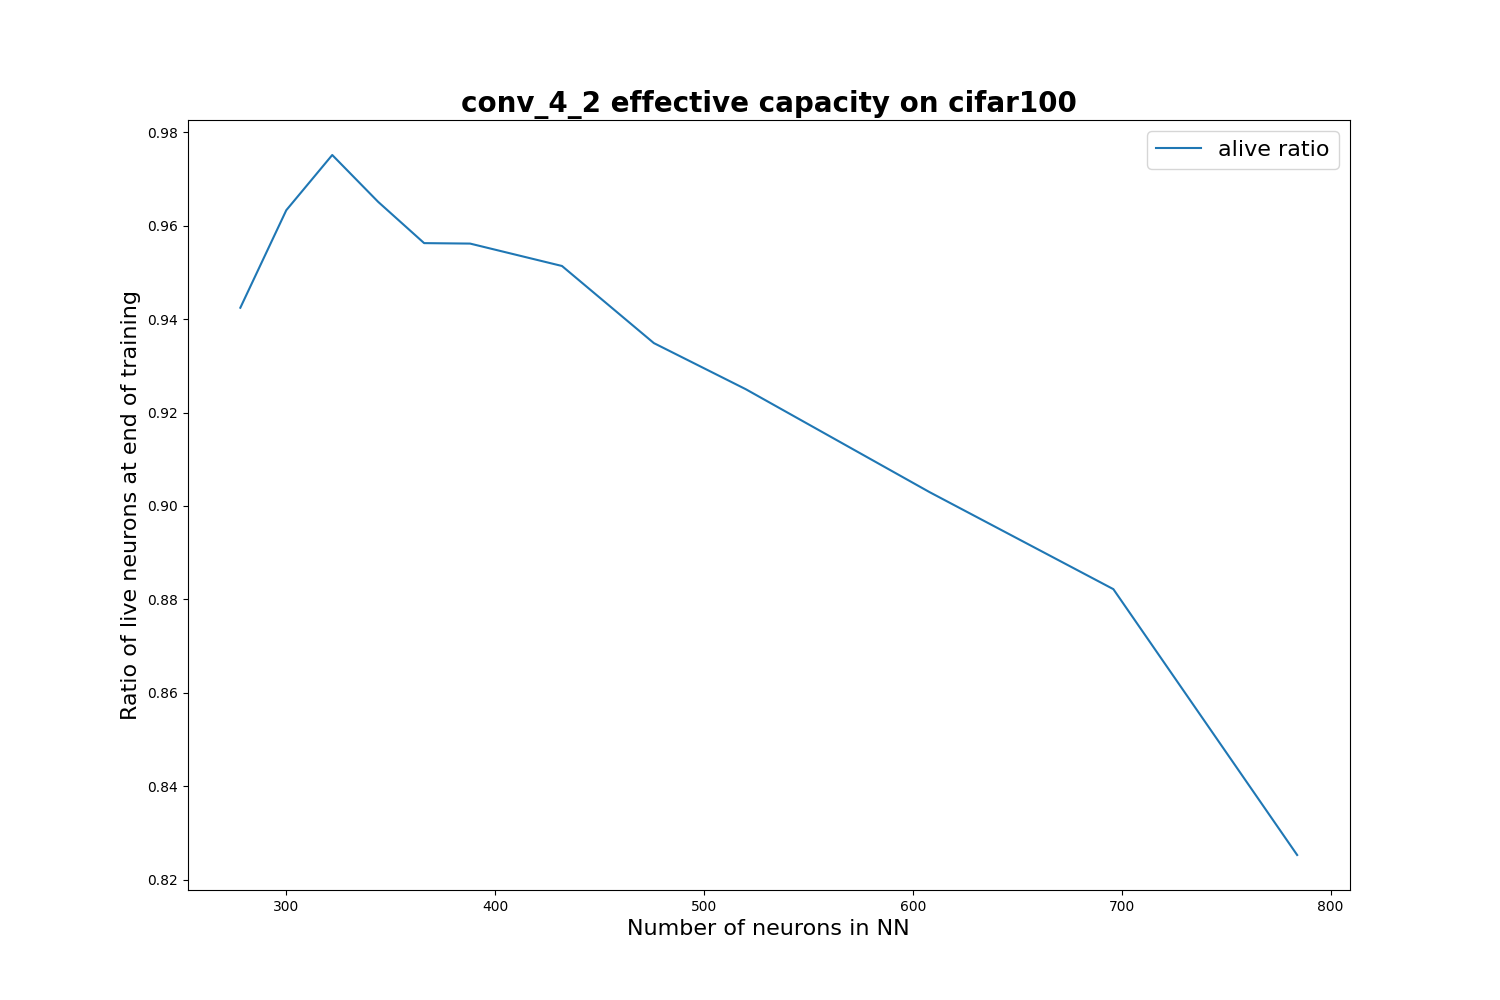 conv_4_2 effective capacity on cifar100
alive ratio
Ratio of live neurons at end of training
0.98
0.96
0.94
0.92
0.90
0.88
0.86
0.84
0.82
300 400 500 600 700 800
Number of neurons in NN